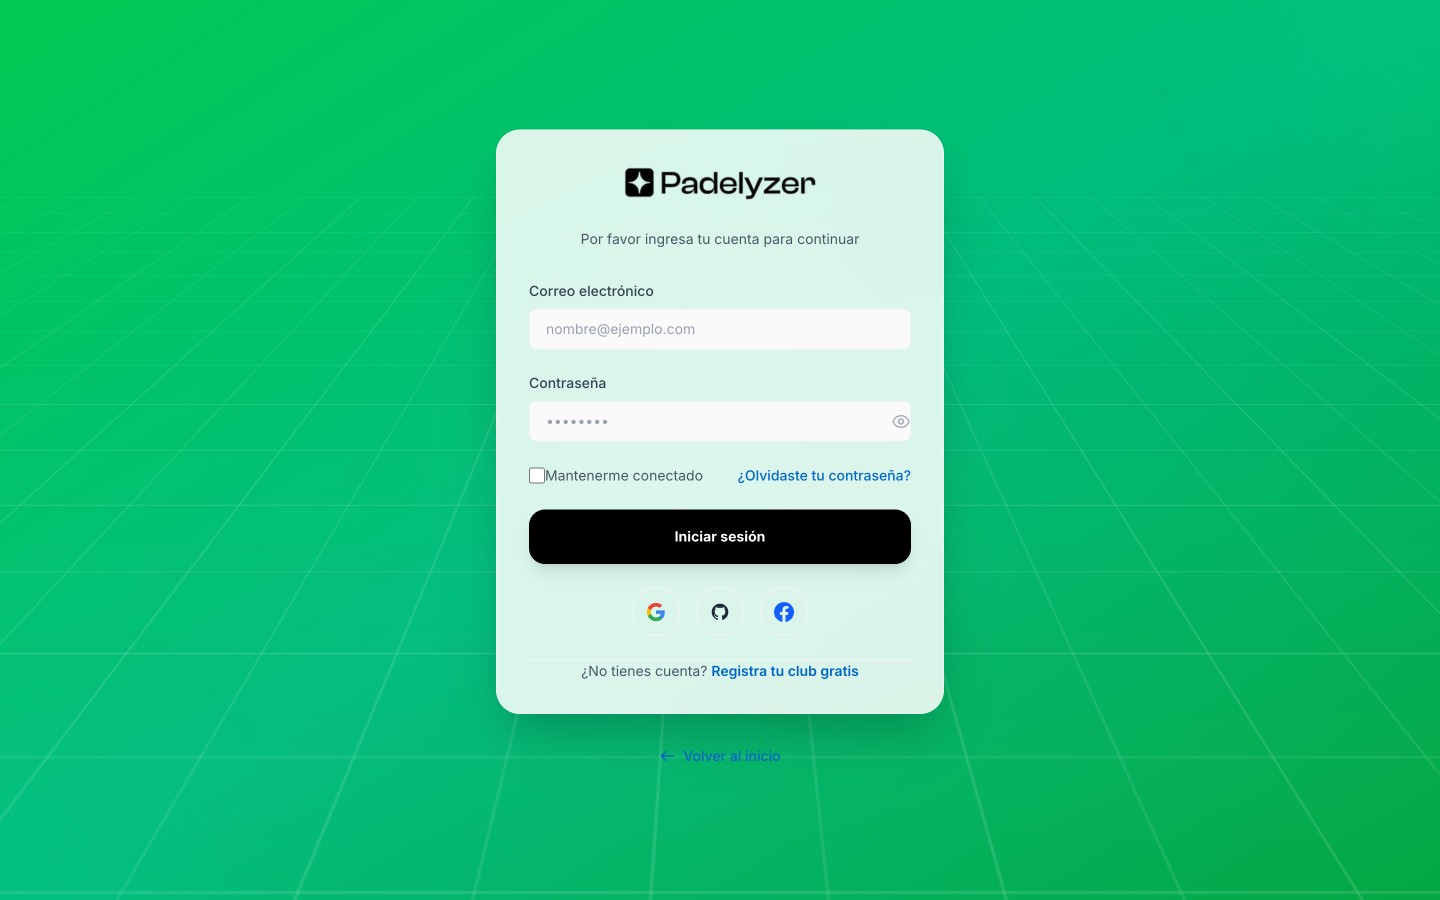 Padelyzer
Por favor ingresa tu cuenta para continuar
Correo electrónico
nombre@ejemplo.com
Contraseña
••••••••
Mantenerme conectado ¿Olvidaste tu contraseña?
Iniciar sesión
¿No tienes cuenta? Registra tu club gratis
← Volver al inicio